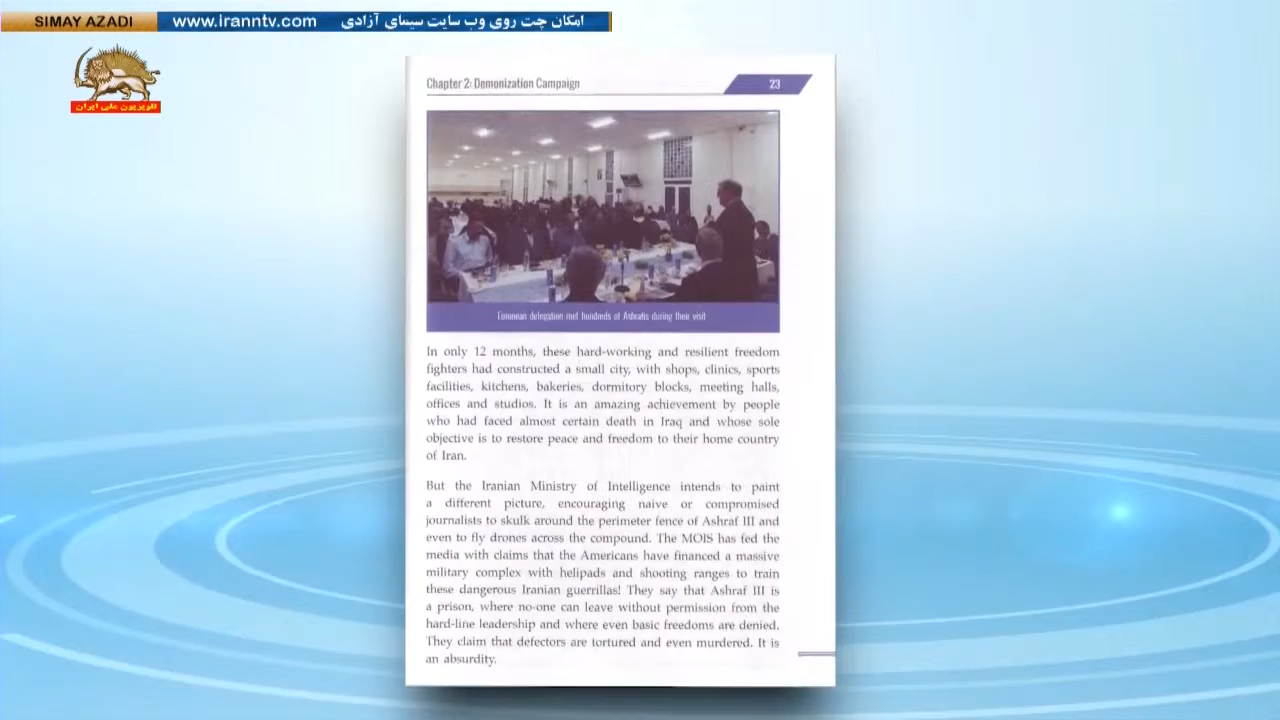 SIMAY AZADI
www.iranntv.com
امکان چت روی وب سایت سیمای آزادی
تلویزیون ملی ایران
Chapter 2: Demonization Campaign
23
European delegation met hundreds of Ashrafis during their visit
In only 12 months, these hard-working and resilient freedom
fighters had constructed a small city, with shops, clinics, sports
facilities, kitchens, bakeries, dormitory blocks, meeting halls,
offices and studios. It is an amazing achievement by people
who had faced almost certain death in Iraq and whose sole
objective is to restore peace and freedom to their home country
of Iran.
But the Iranian Ministry of Intelligence intends to paint
a different picture, encouraging naive or compromised
journalists to skulk around the perimeter fence of Ashraf III and
even to fly drones across the compound. The MOIS has fed the
media with claims that the Americans have financed a massive
military complex with helipads and shooting ranges to train
these dangerous Iranian guerrillas! They say that Ashraf III is
a prison, where no-one can leave without permission from the
hard-line leadership and where even basic freedoms are denied.
They claim that defectors are tortured and even murdered. It is
an absurdity.